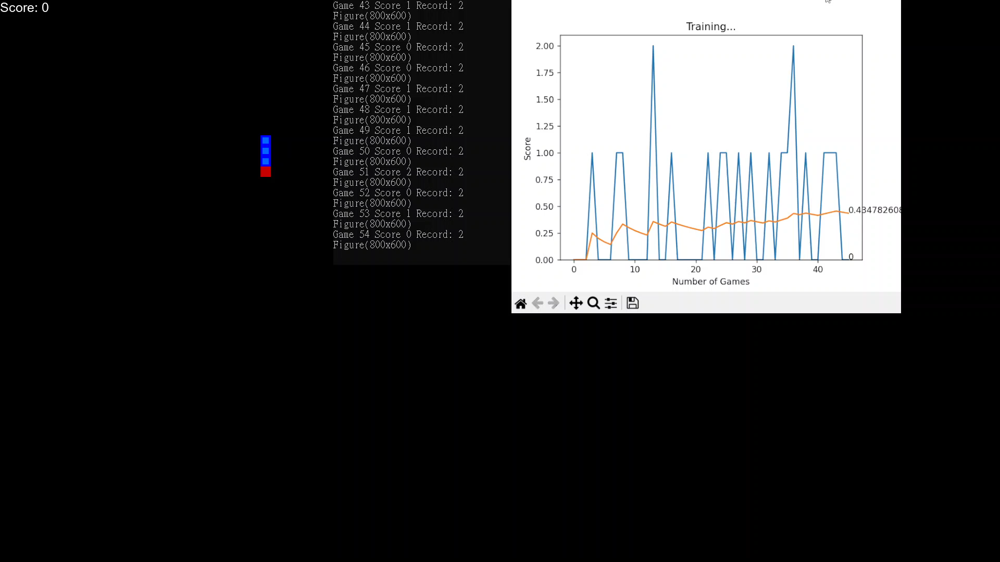 Score: 0
Game 43 Score 1 Record: 2
Figure(800x600)
Game 44 Score 1 Record: 2
Figure(800x600)
Game 45 Score 0 Record: 2
Figure(800x600)
Game 46 Score 0 Record: 2
Figure(800x600)
Game 47 Score 1 Record: 2
Figure(800x600)
Game 48 Score 1 Record: 2
Figure(800x600)
Game 49 Score 1 Record: 2
Figure(800x600)
Game 50 Score 0 Record: 2
Figure(800x600)
Game 51 Score 2 Record: 2
Figure(800x600)
Game 52 Score 0 Record: 2
Figure(800x600)
Game 53 Score 1 Record: 2
Figure(800x600)
Game 54 Score 0 Record: 2
Figure(800x600)
Training...
2.00
1.75
1.50
1.25
1.00
0.75
0.50
0.25
0.00
Score
0.434782608
0
0 10 20 30 40
Number of Games